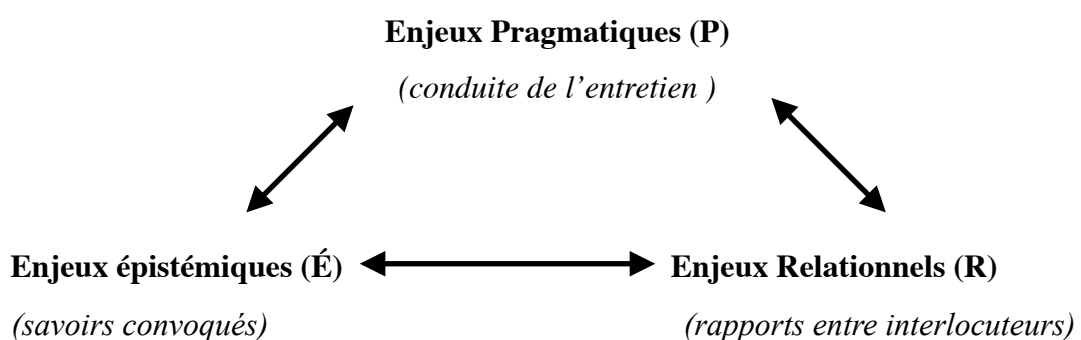 Enjeux Pragmatiques (P)
(conduite de l’entretien )
Enjeux épistémiques (É)
Enjeux Relationnels (R)
(savoirs convoqués)
(rapports entre interlocuteurs)